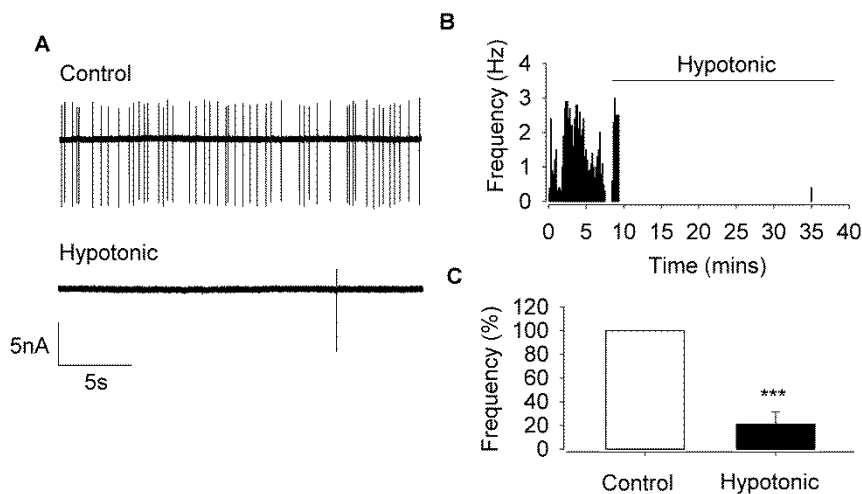 A
Control
Hypotonic
5nA
5s
B
Hypotonic
Frequency (Hz)
4
3
2
1
0
0 5 10 15 20 25 30 35 40
Time (mins)
C
Frequency (%)
120
100
80
60
40
20
0
***
Control Hypotonic